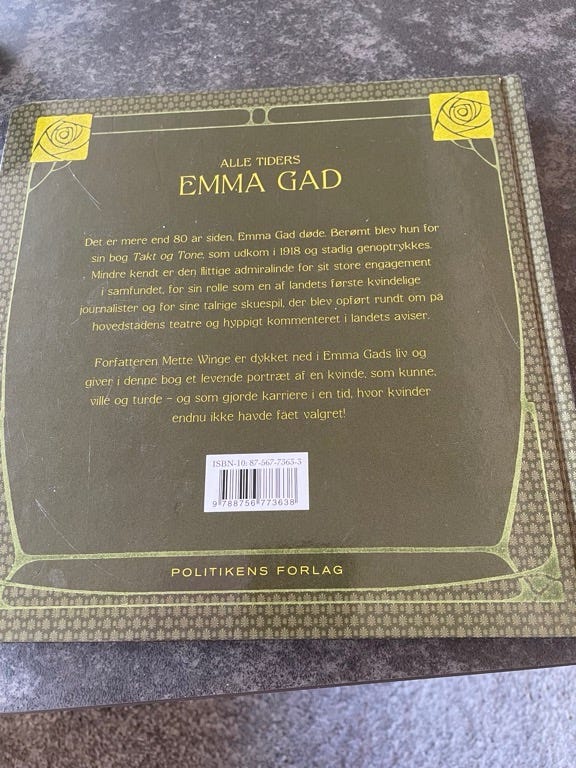 ALLE TIDERS
EMMA GAD
Det er mere end 80 år siden, Emma Gad døde. Berømt blev hun for
sin bog Takt og Tone, som udkom i 1918 og stadig genoptrykkes.
Mindre kendt er den flittige admiralinde for sit store engagement
i samfundet, for sin rolle som en af landets første kvindelige
journalister og for sine talrige skuespil, der blev opført rundt om på
hovedstadens teatre og hyppigt kommenteret i landets aviser.
Forfatteren Mette Winge er dykket ned i Emma Gads liv og
giver i denne bog et levende portræt af en kvinde, som kunne,
ville og turde – og som gjorde karriere i en tid, hvor kvinder
endnu ikke havde fået valgret!
ISBN-10: 87-567-7363-3
9 788756 773638
POLITIKENS FORLAG